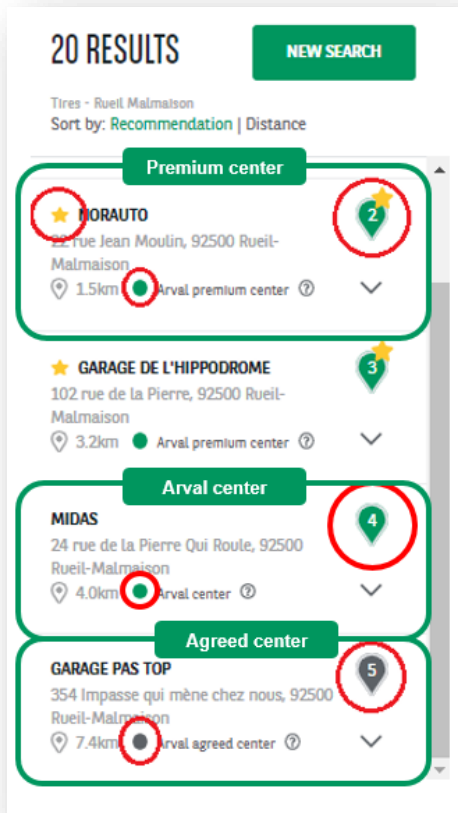 20 RESULTS
NEW SEARCH
Tires - Rueil Malmaison
Sort by: Recommendation | Distance
Premium center
NORAUTO
2
22 rue Jean Moulin, 92500 Rueil-
Malmaison
1.5km Arval premium center ?
GARAGE DE L'HIPPODROME
3
102 rue de la Pierre, 92500 Rueil-
Malmaison
3.2km Arval premium center ?
Arval center
MIDAS
4
24 rue de la Pierre Qui Roule, 92500
Rueil-Malmaison
4.0km Arval center ?
Agreed center
GARAGE PAS TOP
5
354 Impasse qui mène chez nous, 92500
Rueil-Malmaison
7.4km Arval agreed center ?